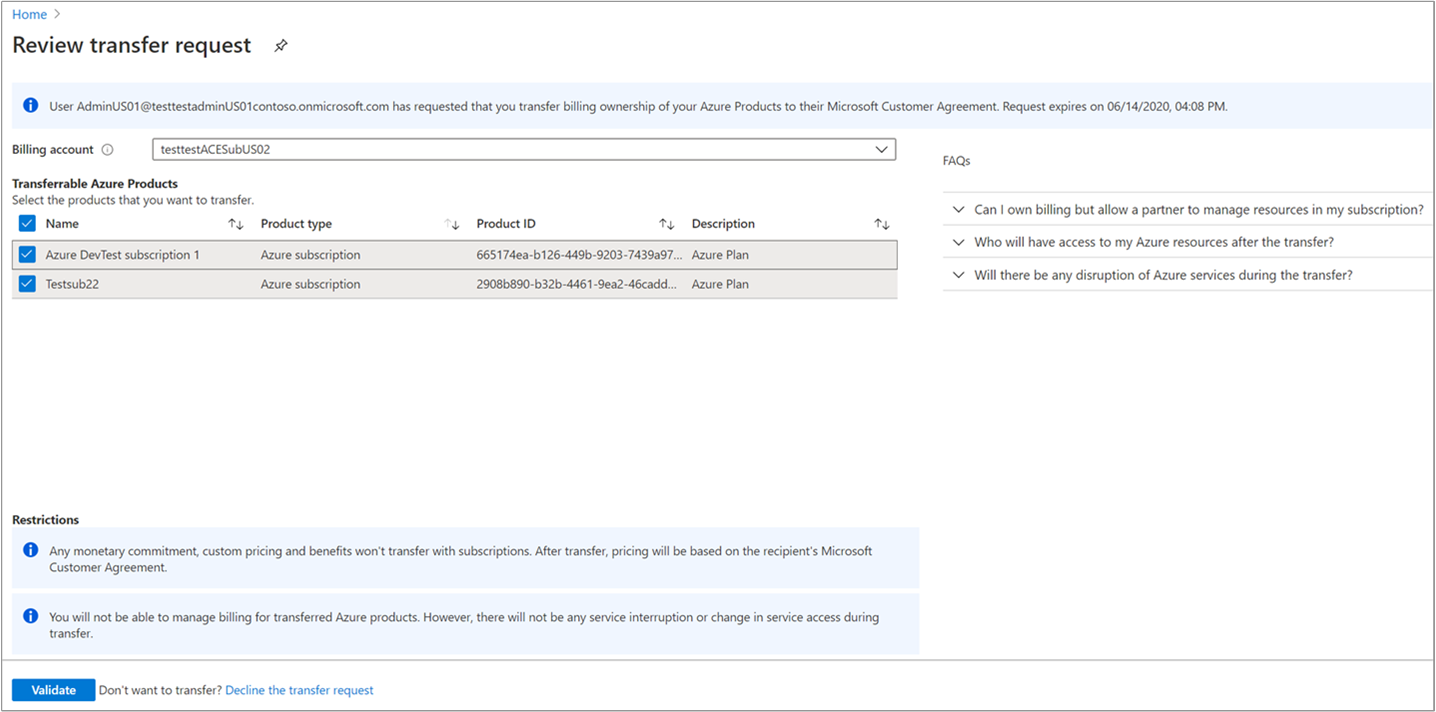 Home
Review transfer request
User AdminUS01@testtestadminUS01contoso.onmicrosoft.com has requested that you transfer billing ownership of your Azure Products to their Microsoft Customer Agreement. Request expires on 06/14/2020, 04:08 PM.
Billing account testtestACESubUS02
Transferrable Azure Products
Select the products that you want to transfer.
Name Product type Product ID Description
Azure DevTest subscription 1 Azure subscription 665174ea-b126-449b-9203-7439a97... Azure Plan
Testsub22 Azure subscription 2908b890-b32b-4461-9ea2-46cadd... Azure Plan
FAQs
Can I own billing but allow a partner to manage resources in my subscription?
Who will have access to my Azure resources after the transfer?
Will there be any disruption of Azure services during the transfer?
Restrictions
Any monetary commitment, custom pricing and benefits won't transfer with subscriptions. After transfer, pricing will be based on the recipient's Microsoft
Customer Agreement.
You will not be able to manage billing for transferred Azure products. However, there will not be any service interruption or change in service access during
transfer.
Validate Don't want to transfer? Decline the transfer request